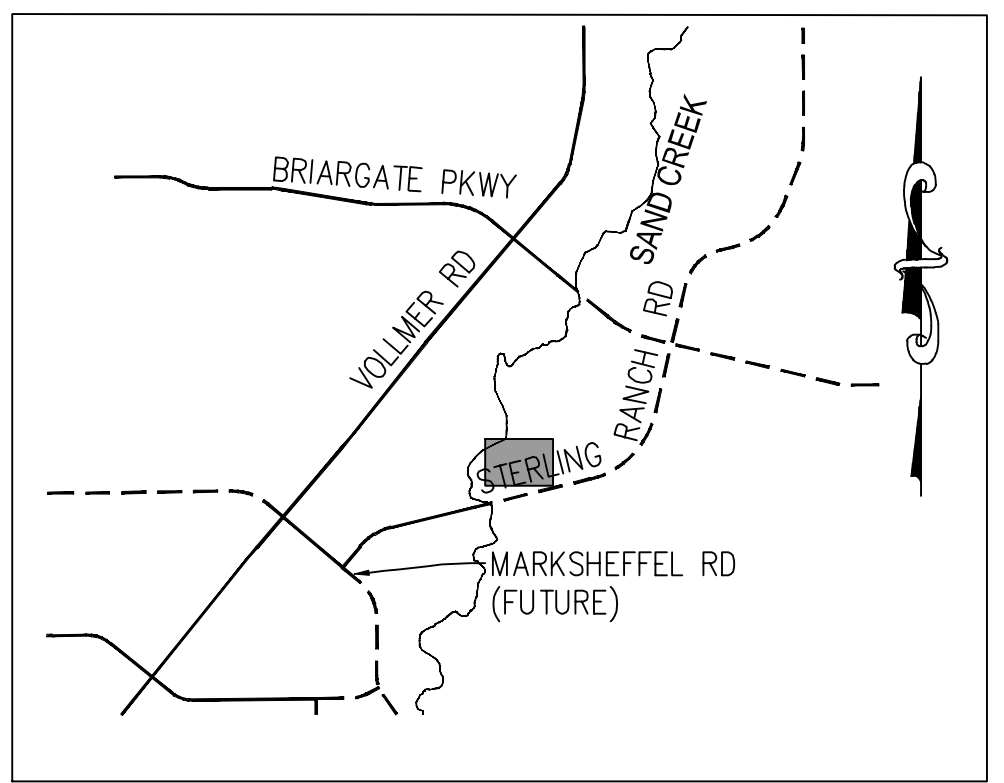 BRIARGATE PKWY
SAND CREEK
VOLLMER RD
STERLING RANCH RD
MARKSHEFFEL RD
(FUTURE)